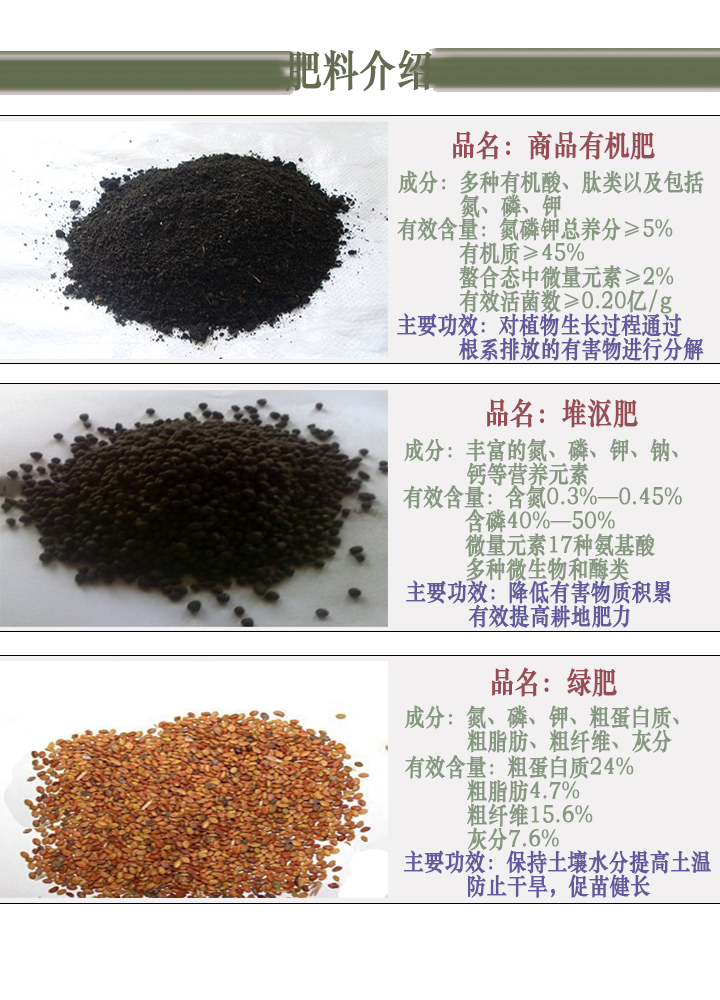 肥料介绍
品名：商品有机肥
成分：多种有机酸、肽类以及包括
氮、磷、钾
有效含量：氮磷钾总养分≥5%
有机质≥45%
螯合态中微量元素≥2%
有效活菌数≥0.20亿/g
主要功效：对植物生长过程通过
根系排放的有害物进行分解
品名：堆沤肥
成分：丰富的氮、磷、钾、钠、
钙等营养元素
有效含量：含氮0.3%—0.45%
含磷40%—50%
微量元素17种氨基酸
多种微生物和酶类
主要功效：降低有害物质积累
有效提高耕地肥力
品名：绿肥
成分：氮、磷、钾、粗蛋白质、
粗脂肪、粗纤维、灰分
有效含量：粗蛋白质24%
粗脂肪4.7%
粗纤维15.6%
灰分7.6%
主要功效：保持土壤水分提高土温
防止干旱，促苗健长